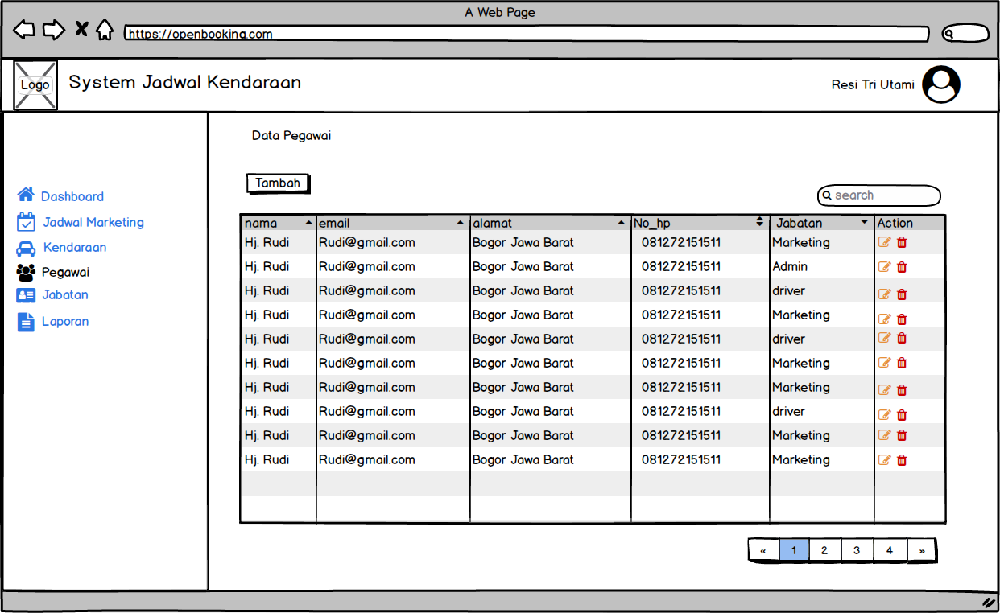 A Web Page
https://openbooking.com
Logo
System Jadwal Kendaraan
Resi Tri Utami
Dashboard
Jadwal Marketing
Kendaraan
Pegawai
Jabatan
Laporan
Data Pegawai
Tambah
search
nama email alamat No_hp Jabatan Action
Hj. Rudi Rudi@gmail.com Bogor Jawa Barat 081272151511 Marketing
Hj. Rudi Rudi@gmail.com Bogor Jawa Barat 081272151511 Admin
Hj. Rudi Rudi@gmail.com Bogor Jawa Barat 081272151511 driver
Hj. Rudi Rudi@gmail.com Bogor Jawa Barat 081272151511 Marketing
Hj. Rudi Rudi@gmail.com Bogor Jawa Barat 081272151511 driver
Hj. Rudi Rudi@gmail.com Bogor Jawa Barat 081272151511 Marketing
Hj. Rudi Rudi@gmail.com Bogor Jawa Barat 081272151511 Marketing
Hj. Rudi Rudi@gmail.com Bogor Jawa Barat 081272151511 driver
Hj. Rudi Rudi@gmail.com Bogor Jawa Barat 081272151511 Marketing
Hj. Rudi Rudi@gmail.com Bogor Jawa Barat 081272151511 Marketing
« 1 2 3 4 »